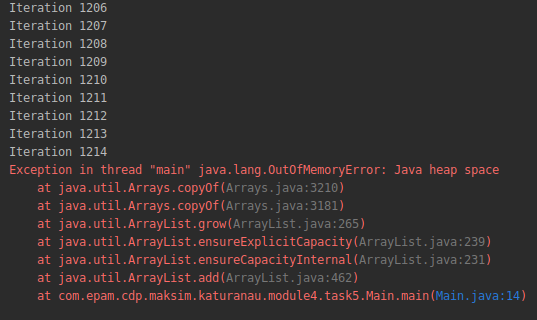 Iteration 1206
Iteration 1207
Iteration 1208
Iteration 1209
Iteration 1210
Iteration 1211
Iteration 1212
Iteration 1213
Iteration 1214
Exception in thread "main" java.lang.OutOfMemoryError: Java heap space
    at java.util.Arrays.copyOf(Arrays.java:3210)
    at java.util.Arrays.copyOf(Arrays.java:3181)
    at java.util.ArrayList.grow(ArrayList.java:265)
    at java.util.ArrayList.ensureExplicitCapacity(ArrayList.java:239)
    at java.util.ArrayList.ensureCapacityInternal(ArrayList.java:231)
    at java.util.ArrayList.add(ArrayList.java:462)
    at com.epam.cdp.maksim.katuranau.module4.task5.Main.main(Main.java:14)